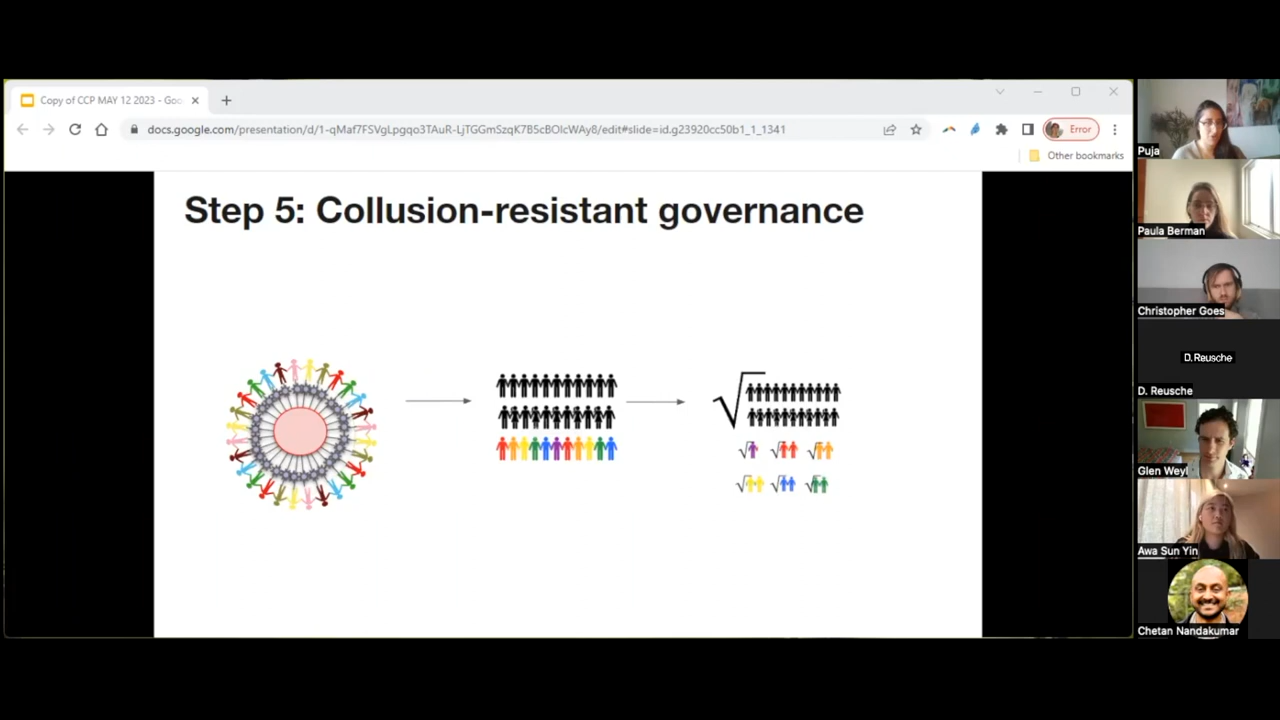 Copy of CCP MAY 12 2023 - Goo
docs.google.com/presentation/d/1-qMaf7FSVgLpgqo3TAuR-LjTGGmSzqK7B5cBOlcWAy8/edit#slide=id.g23920cc50b1_1_1341
Error
Other bookmarks
Step 5: Collusion-resistant governance
Puja
Paula Berman
Christopher Goes
D. Reusche
D. Reusche
Glen Weyl
Awa Sun Yin
Chetan Nandakumar